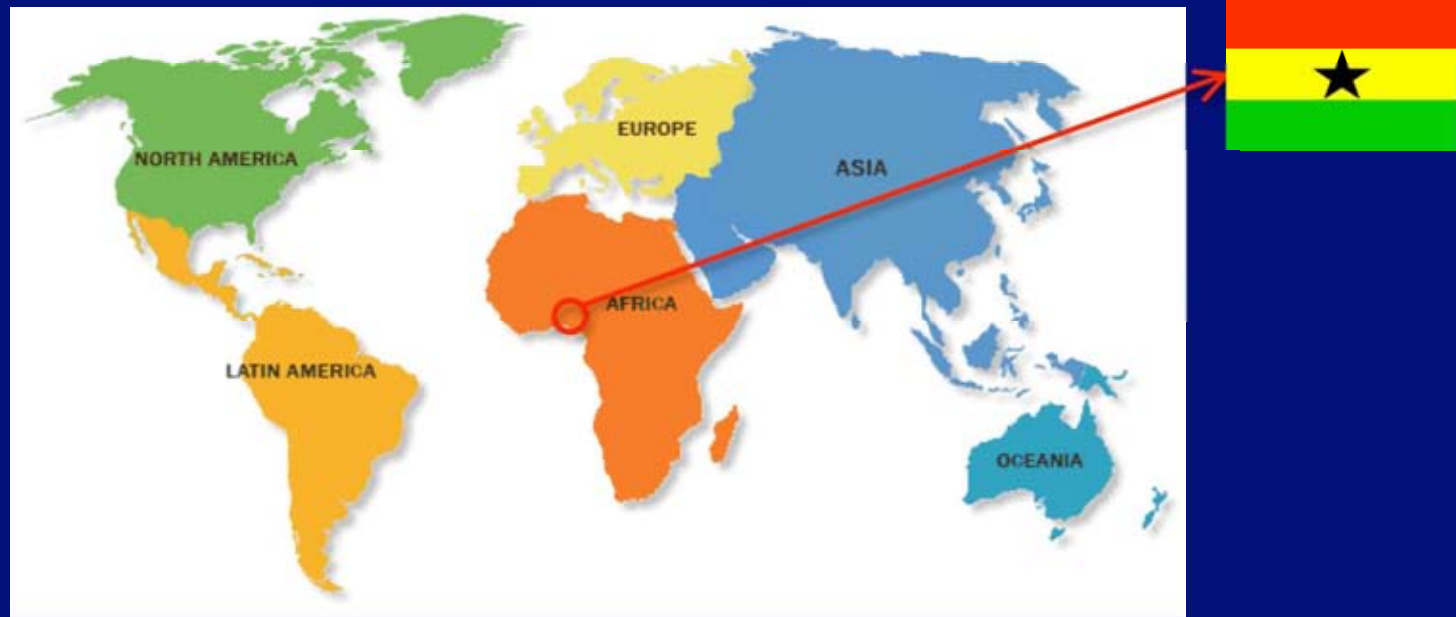 EUROPE
NORTH AMERICA
ASIA
AFRICA
LATIN AMERICA
OCEANIA